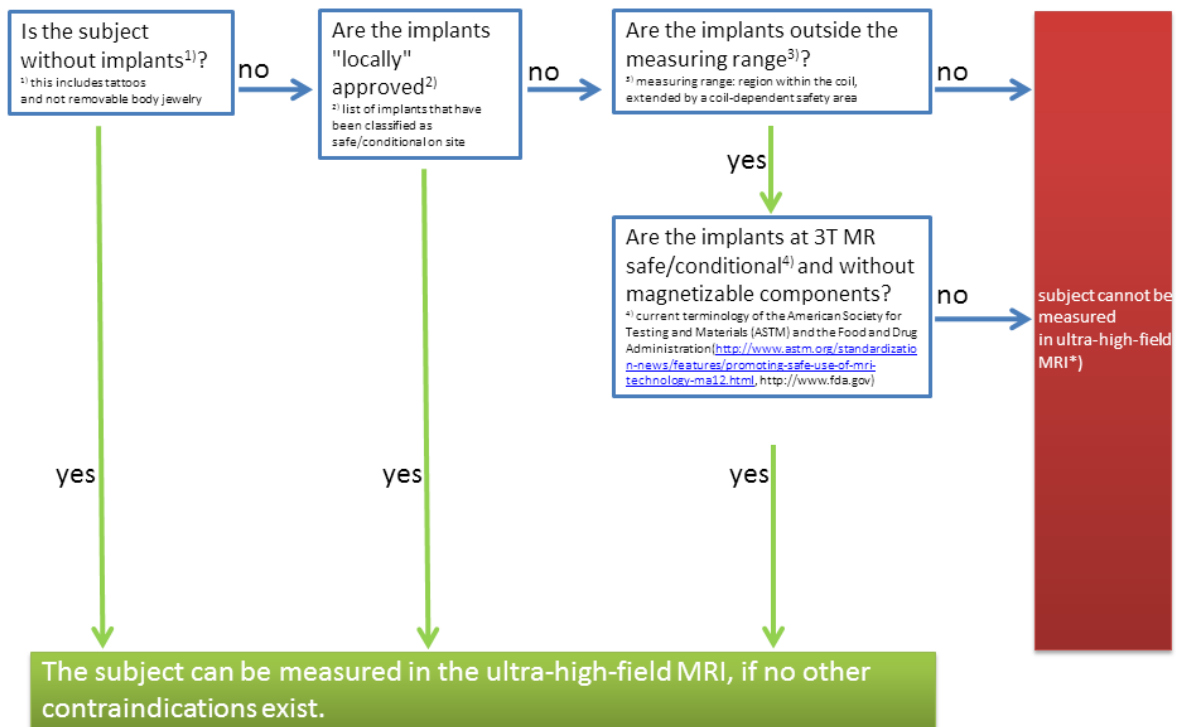 Is the subject
without implants1)?
1) this includes tattoos
and not removable body jewelry
no
Are the implants
"locally"
approved2)
2) list of implants that have
been classified as
safe/conditional on site
no
Are the implants outside the
measuring range3)?
3) measuring range: region within the coil,
extended by a coil-dependent safety area
no
yes
Are the implants at 3T MR
safe/conditional4) and without
magnetizable components?
4) current terminology of the American Society for
Testing and Materials (ASTM) and the Food and Drug
Administration(http://www.astm.org/standardizatio
n-news/features/promoting-safe-use-of-mri-
technology-ma12.html, http://www.fda.gov)
no
subject cannot be
measured
in ultra-high-field
MRI*)
yes
yes
yes
The subject can be measured in the ultra-high-field MRI, if no other
contraindications exist.